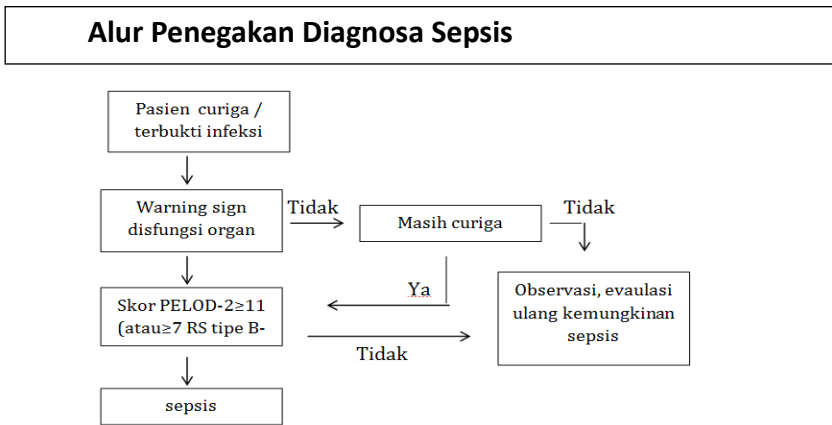 Alur Penegakan Diagnosa Sepsis
Pasien curiga /
terbukti infeksi
Warning sign
disfungsi organ
Tidak
Masih curiga
Tidak
Ya
Skor PELOD-2≥11
(atau≥7 RS tipe B-
Tidak
Observasi, evaulasi
ulang kemungkinan
sepsis
sepsis